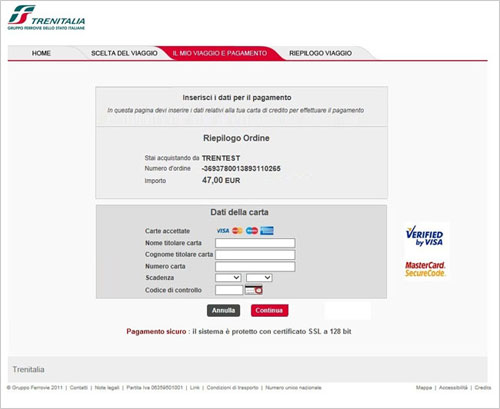 TRENITALIA
GRUPPO FERROVIE DELLO STATO ITALIANE
HOME SCELTA DEL VIAGGIO IL MIO VIAGGIO E PAGAMENTO RIEPILOGO VIAGGIO
Inserisci i dati per il pagamento
In questa pagina devi inserire i dati relativi alla tua carta di credito per effettuare il pagamento
Riepilogo Ordine
Stai acquistando da TRENTEST
Numero d'ordine -3693780013893110265
Importo 47,00 EUR
Dati della carta
Carte accettate VISA
Nome titolare carta
Cognome titolare carta
Numero carta
Scadenza
Codice di controllo
VERIFIED
by VISA
MasterCard.
SecureCode.
Annulla Continua
Pagamento sicuro : il sistema è protetto con certificato SSL a 128 bit
Trenitalia
© Gruppo Ferrovie 2011 | Contatti | Note legali | Partita Iva 06359501001 | Link | Condizioni di trasporto | Numero unico nazionale
Mappa | Accessibilità | Credits